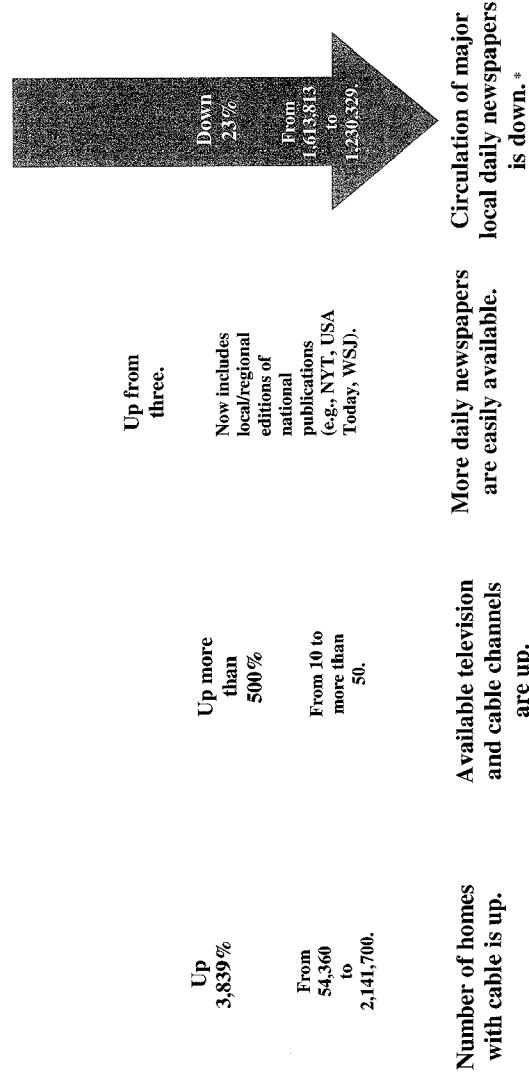 Up
3,839%
From
54,360
to
2,141,700.
Number of homes
with cable is up.
Up more
than
500%
From 10 to
more than
50.
Available television
and cable channels
are up.
Up from
three.
Now includes
local/regional
editions of
national
publications
(e.g., NYT, USA
Today, WSJ).
More daily newspapers
are easily available.
Down
23%
From
1,613,813
to
1,230,329.
Circulation of major
local daily newspapers
is down. *